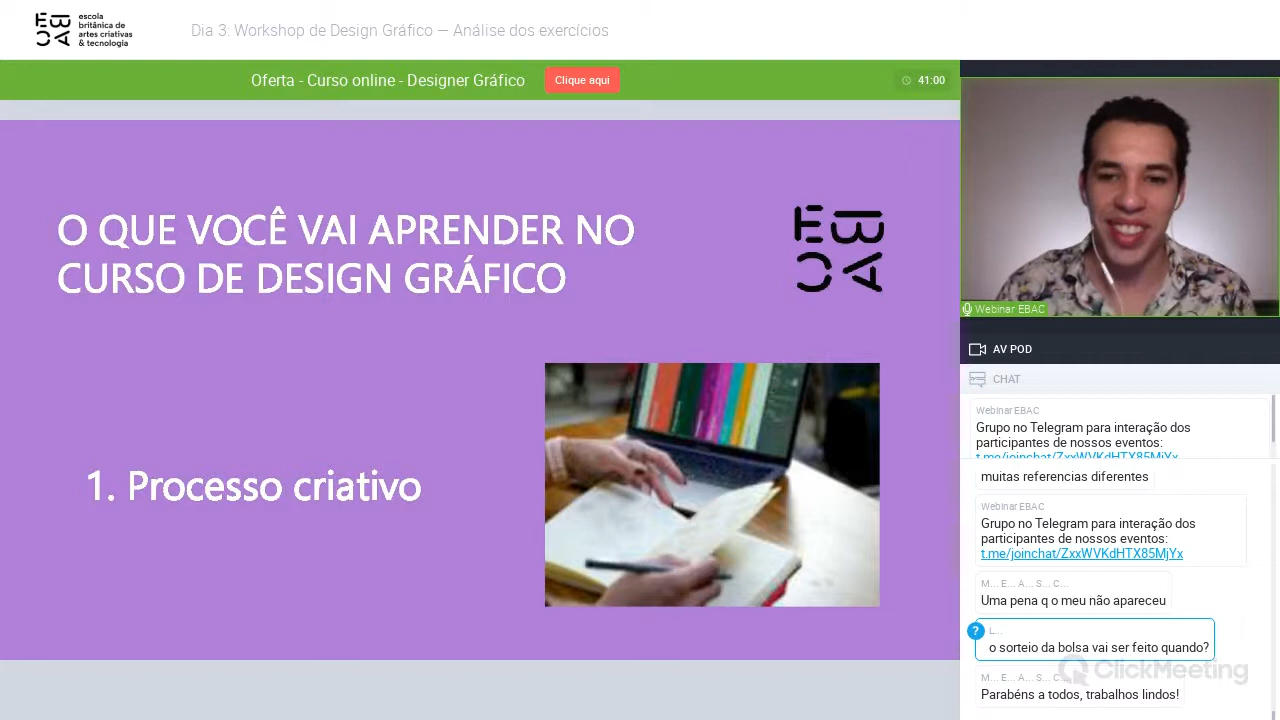 escola
britânica de
artes criativas
& tecnologia
Dia 3: Workshop de Design Gráfico — Análise dos exercícios
Oferta - Curso online - Designer Gráfico
Clique aqui
41:00
O QUE VOCÊ VAI APRENDER NO
CURSO DE DESIGN GRÁFICO
EBAC
1. Processo criativo
Webinar EBAC
AV POD
CHAT
Webinar EBAC
Grupo no Telegram para interação dos
participantes de nossos eventos:
t.me/joinchat/ZxxWVKdHTX85MjYx
muitas referencias diferentes
Webinar EBAC
Grupo no Telegram para interação dos
participantes de nossos eventos:
t.me/joinchat/ZxxWVKdHTX85MjYx
M... E... A... S... C...
Uma pena q o meu não apareceu
?
L...
o sorteio da bolsa vai ser feito quando?
ClickMeeting
M... E... A... S... C...
Parabéns a todos, trabalhos lindos!